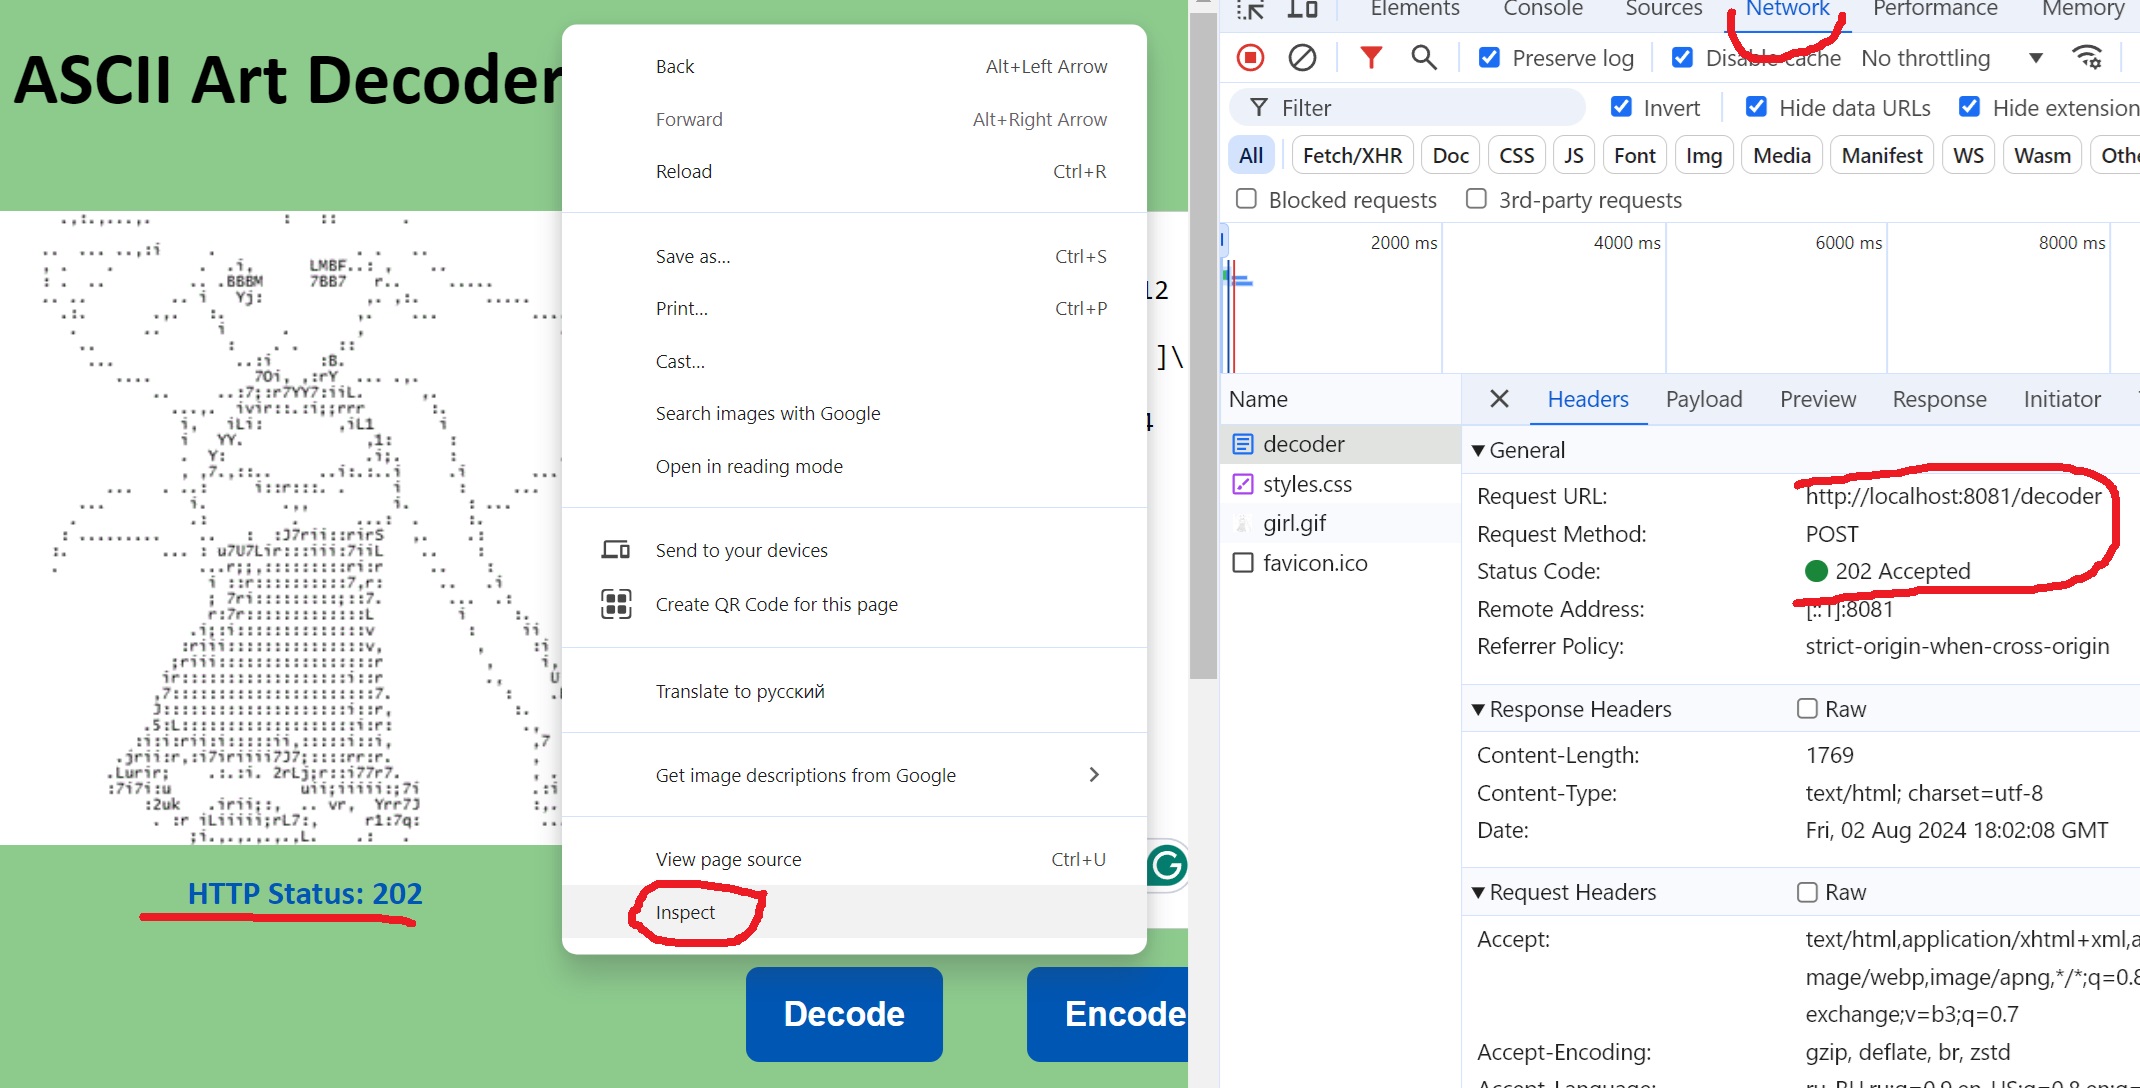 ASCII Art Decoder
HTTP Status: 202
Back Alt+Left Arrow
Forward Alt+Right Arrow
Reload Ctrl+R
Save as... Ctrl+S
Print... Ctrl+P
Cast...
Search images with Google
Open in reading mode
Send to your devices
Create QR Code for this page
Translate to русский
Get image descriptions from Google
View page source Ctrl+U
Inspect
12
]\
Decode
Encode
Elements Console Sources Network Performance Memory
Preserve log Disable cache No throttling
Filter Invert Hide data URLs Hide extension
All Fetch/XHR Doc CSS JS Font Img Media Manifest WS Wasm
Blocked requests 3rd-party requests
2000 ms 4000 ms 6000 ms 8000 ms
Name
decoder
styles.css
girl.gif
favicon.ico
Headers Payload Preview Response Initiator
General
Request URL: http://localhost:8081/decoder
Request Method: POST
Status Code: 202 Accepted
Remote Address: [::1]:8081
Referrer Policy: strict-origin-when-cross-origin
Response Headers Raw
Content-Length: 1769
Content-Type: text/html; charset=utf-8
Date: Fri, 02 Aug 2024 18:02:08 GMT
Request Headers Raw
Accept: text/html,application/xhtml+xml,a
mage/webp,image/apng,*/*;q=0.8
exchange;v=b3;q=0.7
Accept-Encoding: gzip, deflate, br, zstd